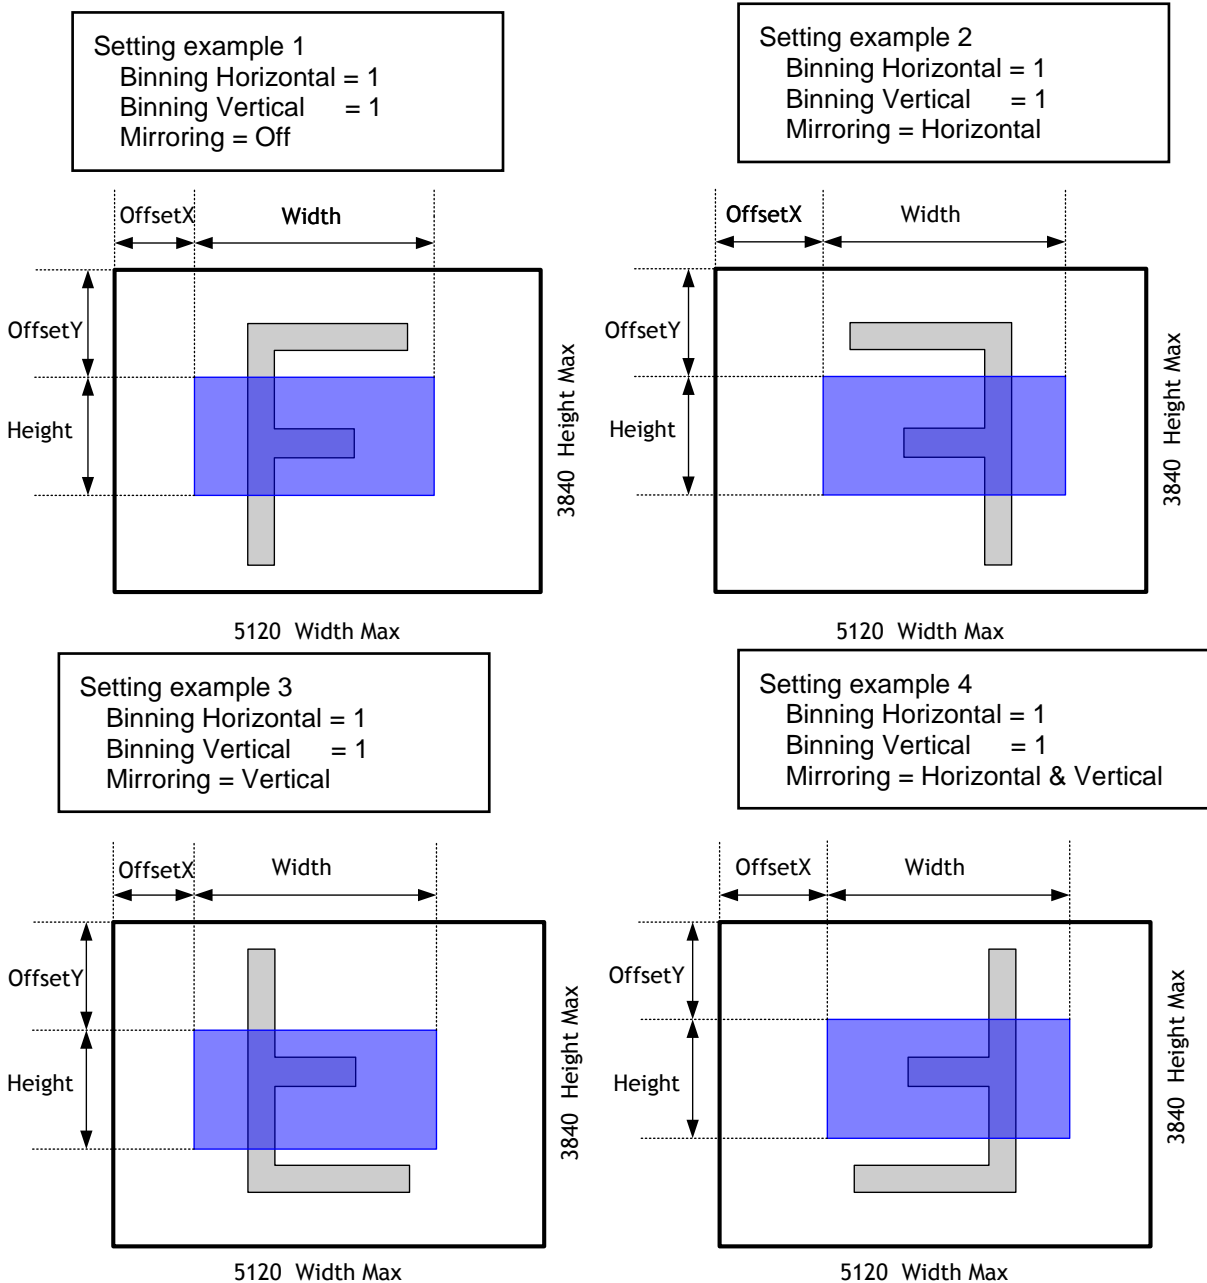 Setting example 1
Binning Horizontal = 1
Binning Vertical = 1
Mirroring = Off
Setting example 2
Binning Horizontal = 1
Binning Vertical = 1
Mirroring = Horizontal
OffsetX
Width
OffsetY
Height
3840 Height Max
5120 Width Max
OffsetX
Width
OffsetY
Height
3840 Height Max
5120 Width Max
Setting example 3
Binning Horizontal = 1
Binning Vertical = 1
Mirroring = Vertical
Setting example 4
Binning Horizontal = 1
Binning Vertical = 1
Mirroring = Horizontal & Vertical
OffsetX
Width
OffsetY
Height
3840 Height Max
5120 Width Max
OffsetX
Width
OffsetY
Height
3840 Height Max
5120 Width Max